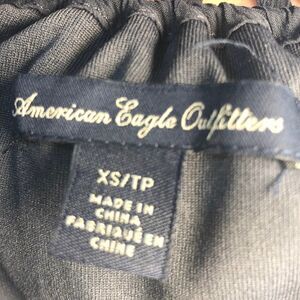 American Eagle Outfitters
XS/TP
MADE IN
CHINA
FABRIQUÉ EN
CHINE